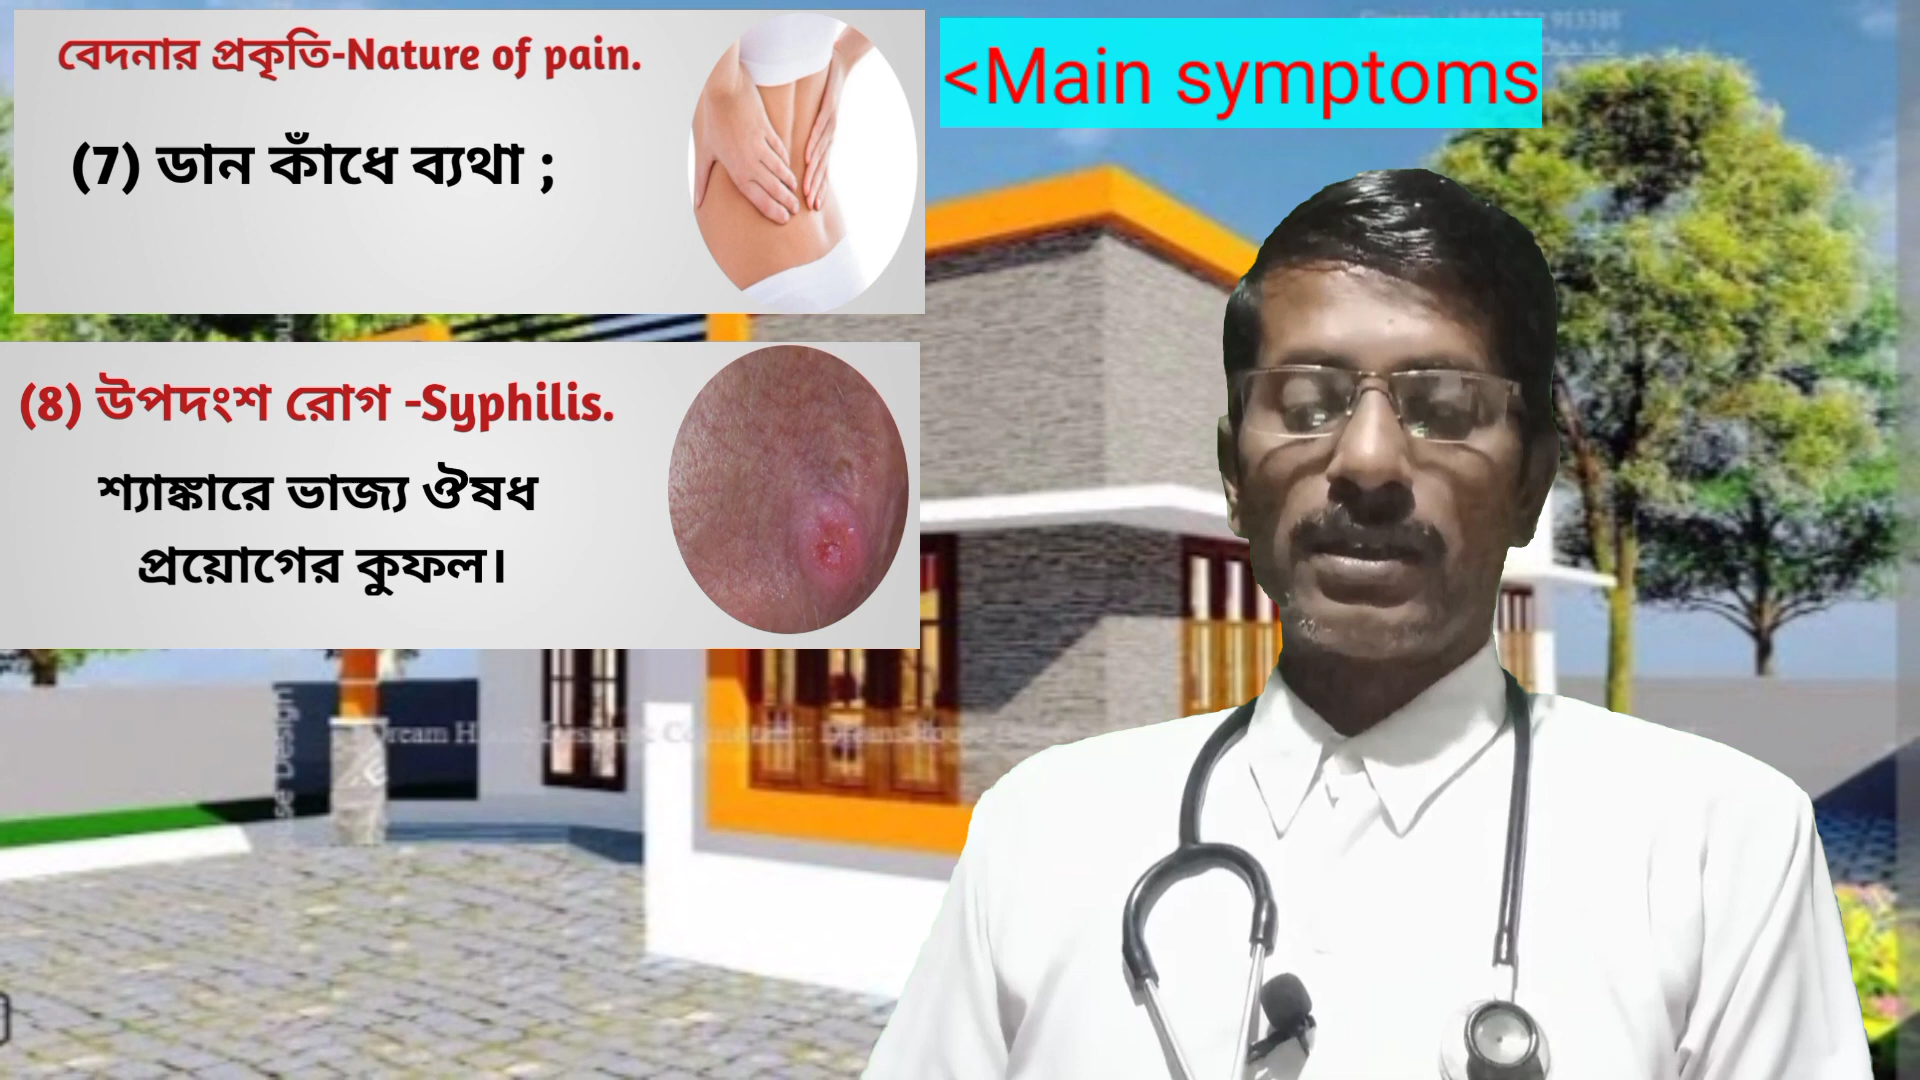 বেদনার প্রকৃতি-Nature of pain.
(7) ডান কাঁধে ব্যথা ;
<Main symptoms
(8) উপদংশ রোগ -Syphilis.
শ্যাঙ্কারে ভাজ্য ঔষধ
প্রয়োগের কুফল।